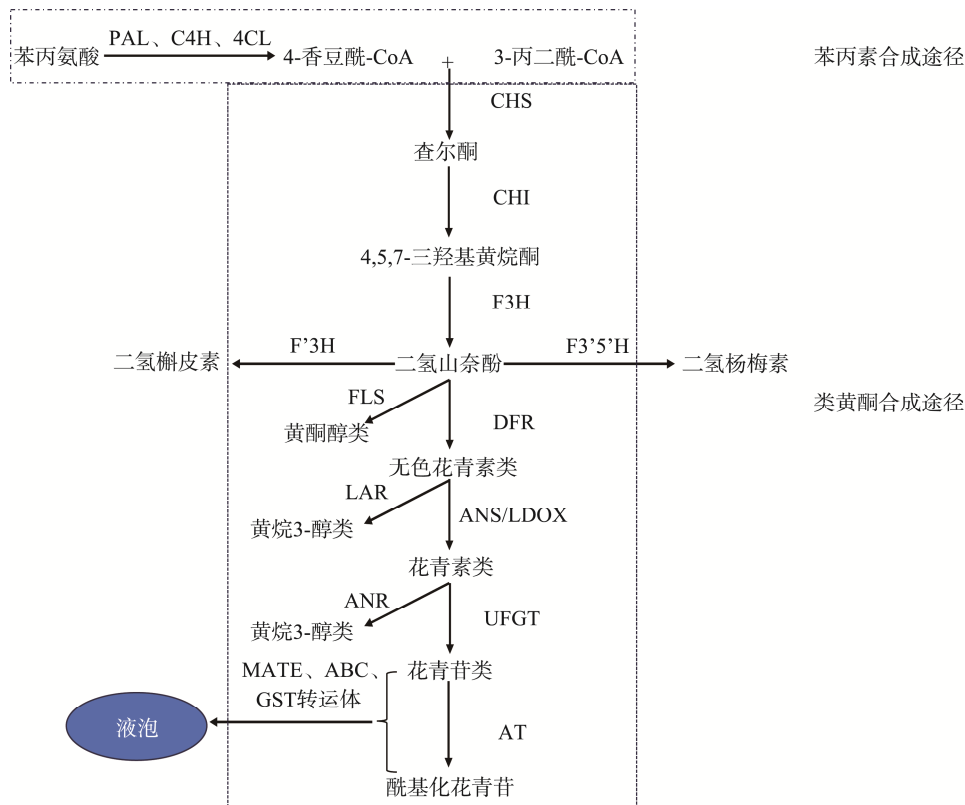 苯丙氨酸 PAL、C4H、4CL 4-香豆酰-CoA + 3-丙二酰-CoA 苯丙素合成途径
CHS
查尔酮
CHI
4,5,7-三羟基黄烷酮
F3H
二氢槲皮素 F’3H 二氢山奈酚 F3’5’H 二氢杨梅素
类黄酮合成途径
FLS
黄酮醇类 DFR
无色花青素类
LAR
黄烷3-醇类 ANS/LDOX
花青素类
ANR
黄烷3-醇类 UFGT
MATE、ABC、 花青苷类
GST转运体
液泡 AT
酰基化花青苷